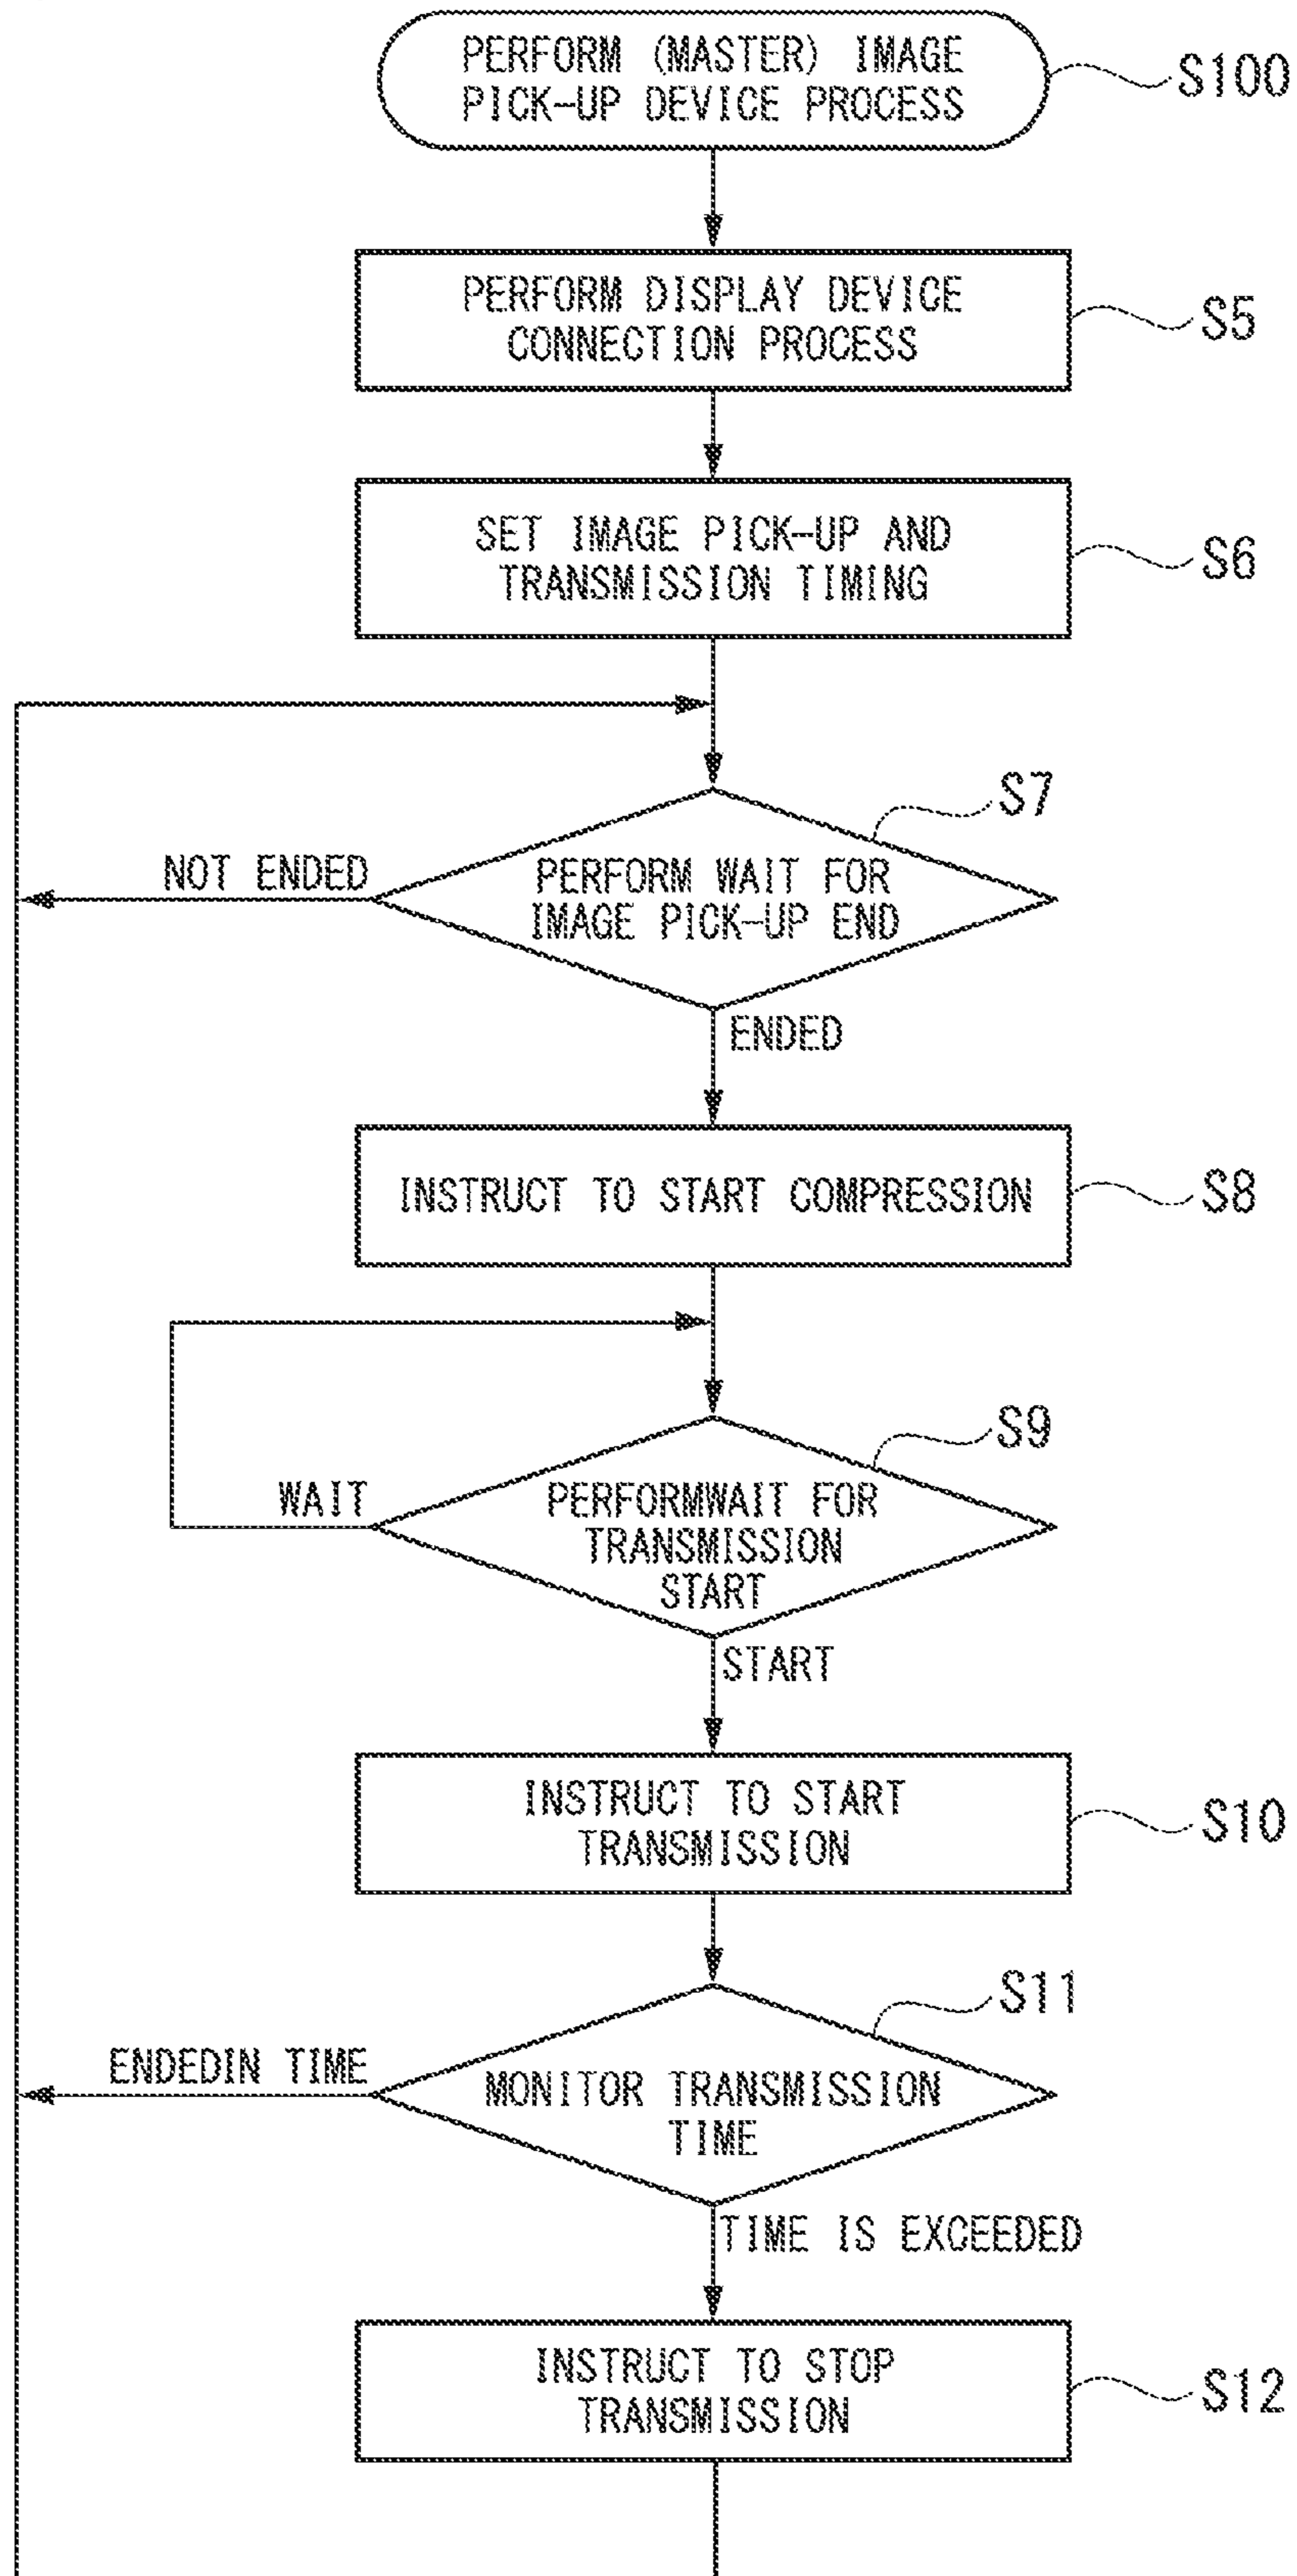 PERFORM (MASTER) IMAGE
PICK-UP DEVICE PROCESS
S100
PERFORM DISPLAY DEVICE
CONNECTION PROCESS
S5
SET IMAGE PICK-UP AND
TRANSMISSION TIMING
S6
S7
NOT ENDED
PERFORM WAIT FOR
IMAGE PICK-UP END
ENDED
INSTRUCT TO START COMPRESSION
S8
S9
WAIT
PERFORMWAIT FOR
TRANSMISSION
START
START
INSTRUCT TO START
TRANSMISSION
S10
S11
ENDEDIN TIME
MONITOR TRANSMISSION
TIME
TIME IS EXCEEDED
INSTRUCT TO STOP
TRANSMISSION
S12